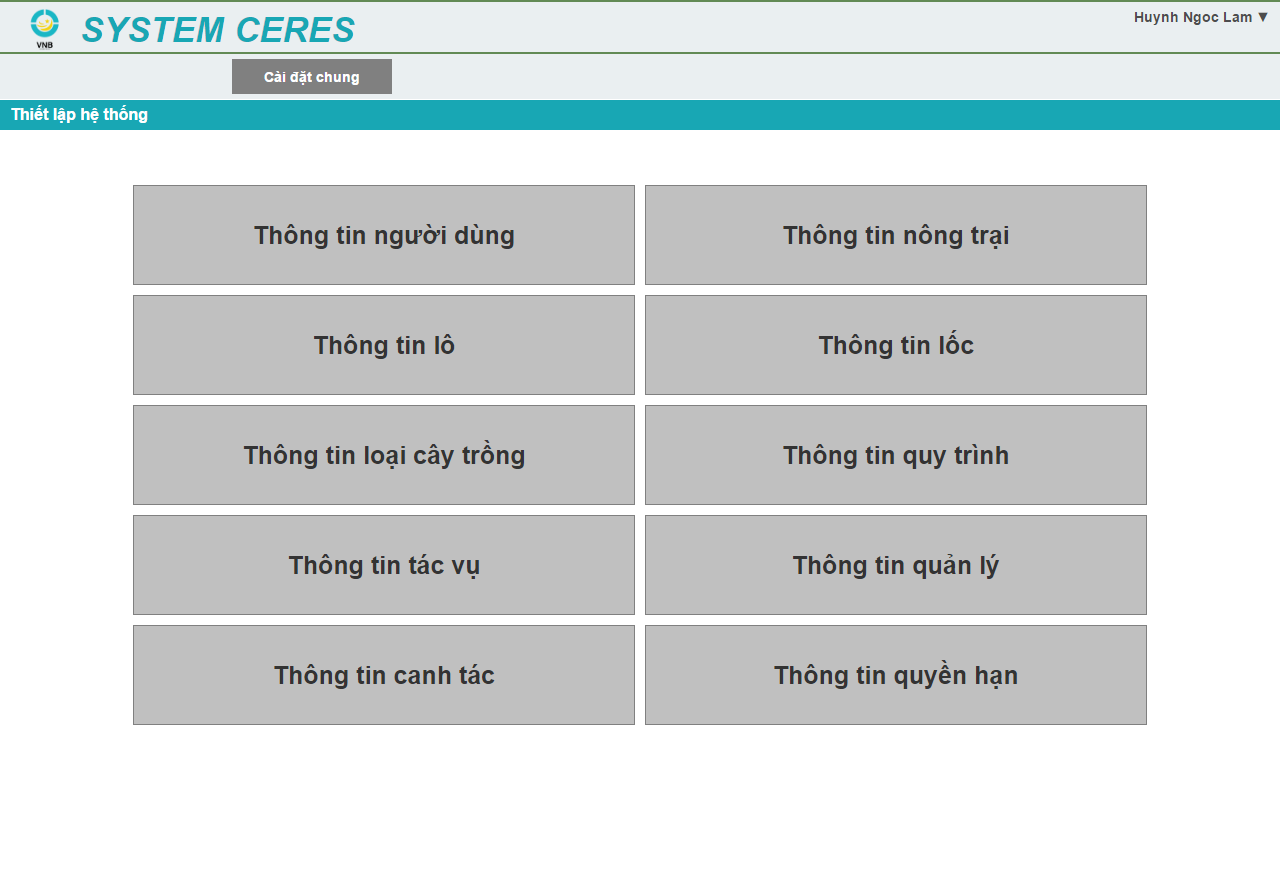 VNB
SYSTEM CERES
Huynh Ngoc Lam ▼
Cài đặt chung
Thiết lập hệ thống
Thông tin người dùng
Thông tin nông trại
Thông tin lô
Thông tin lốc
Thông tin loại cây trồng
Thông tin quy trình
Thông tin tác vụ
Thông tin quản lý
Thông tin canh tác
Thông tin quyền hạn